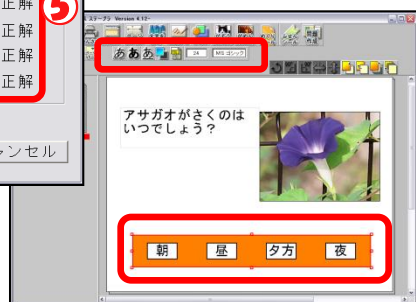 正解
⑤
正解
正解
正解
ャンセル
ステープラ Version 4.12-
あ
あ
あ
24
MS ゴシック
アサガオがさくのは
いつでしょう？
朝
昼
夕方
夜